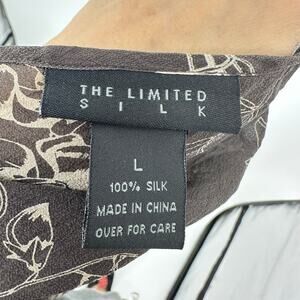 THE LIMITED
SILK
L
100% SILK
MADE IN CHINA
OVER FOR CARE